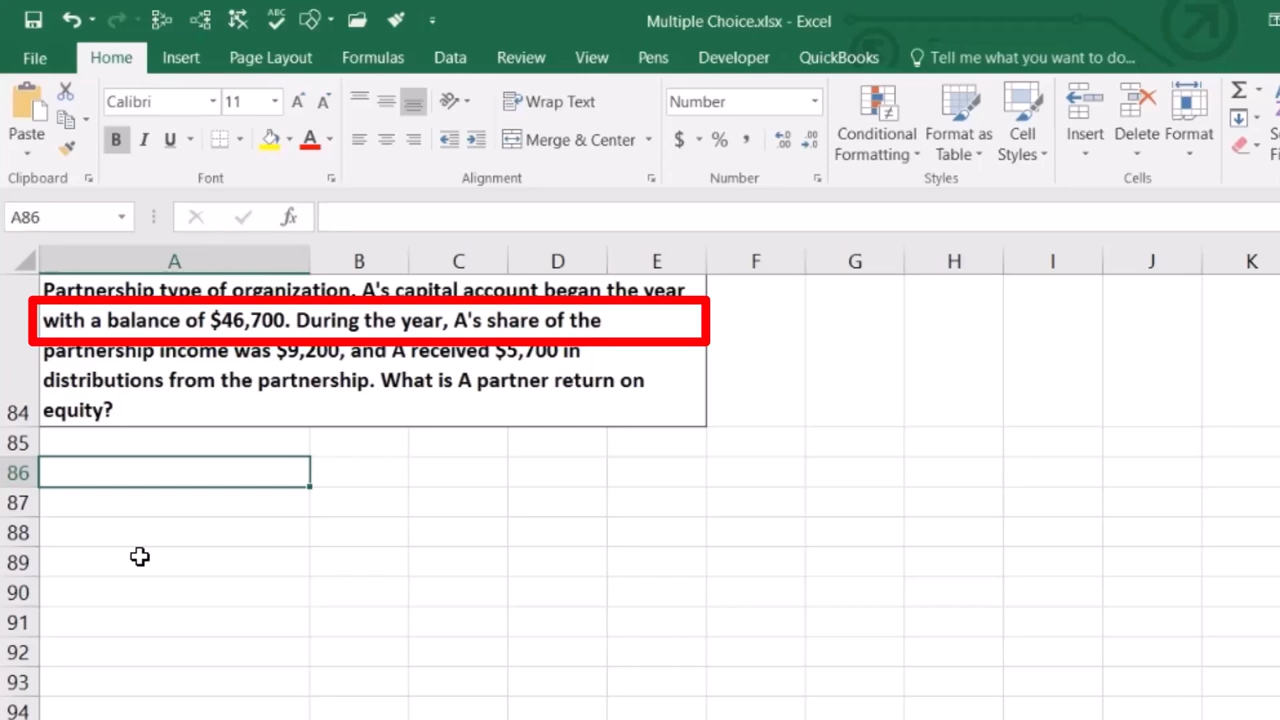 Multiple Choice.xlsx - Excel
File Home Insert Page Layout Formulas Data Review View Pens Developer QuickBooks Tell me what you want to do...
Calibri 11 Wrap Text Number
Paste B I U Merge & Center $ % Conditional Formatting Format as Table Cell Styles Insert Delete Format
Clipboard Font Alignment Number Styles Cells
A86 fx
A B C D E F G H I J K
Partnership type of organization. A's capital account began the year
with a balance of $46,700. During the year, A's share of the
partnership income was $9,200, and A received $5,700 in
distributions from the partnership. What is A partner return on
84 equity?
85
86
87
88
89
90
91
92
93
94